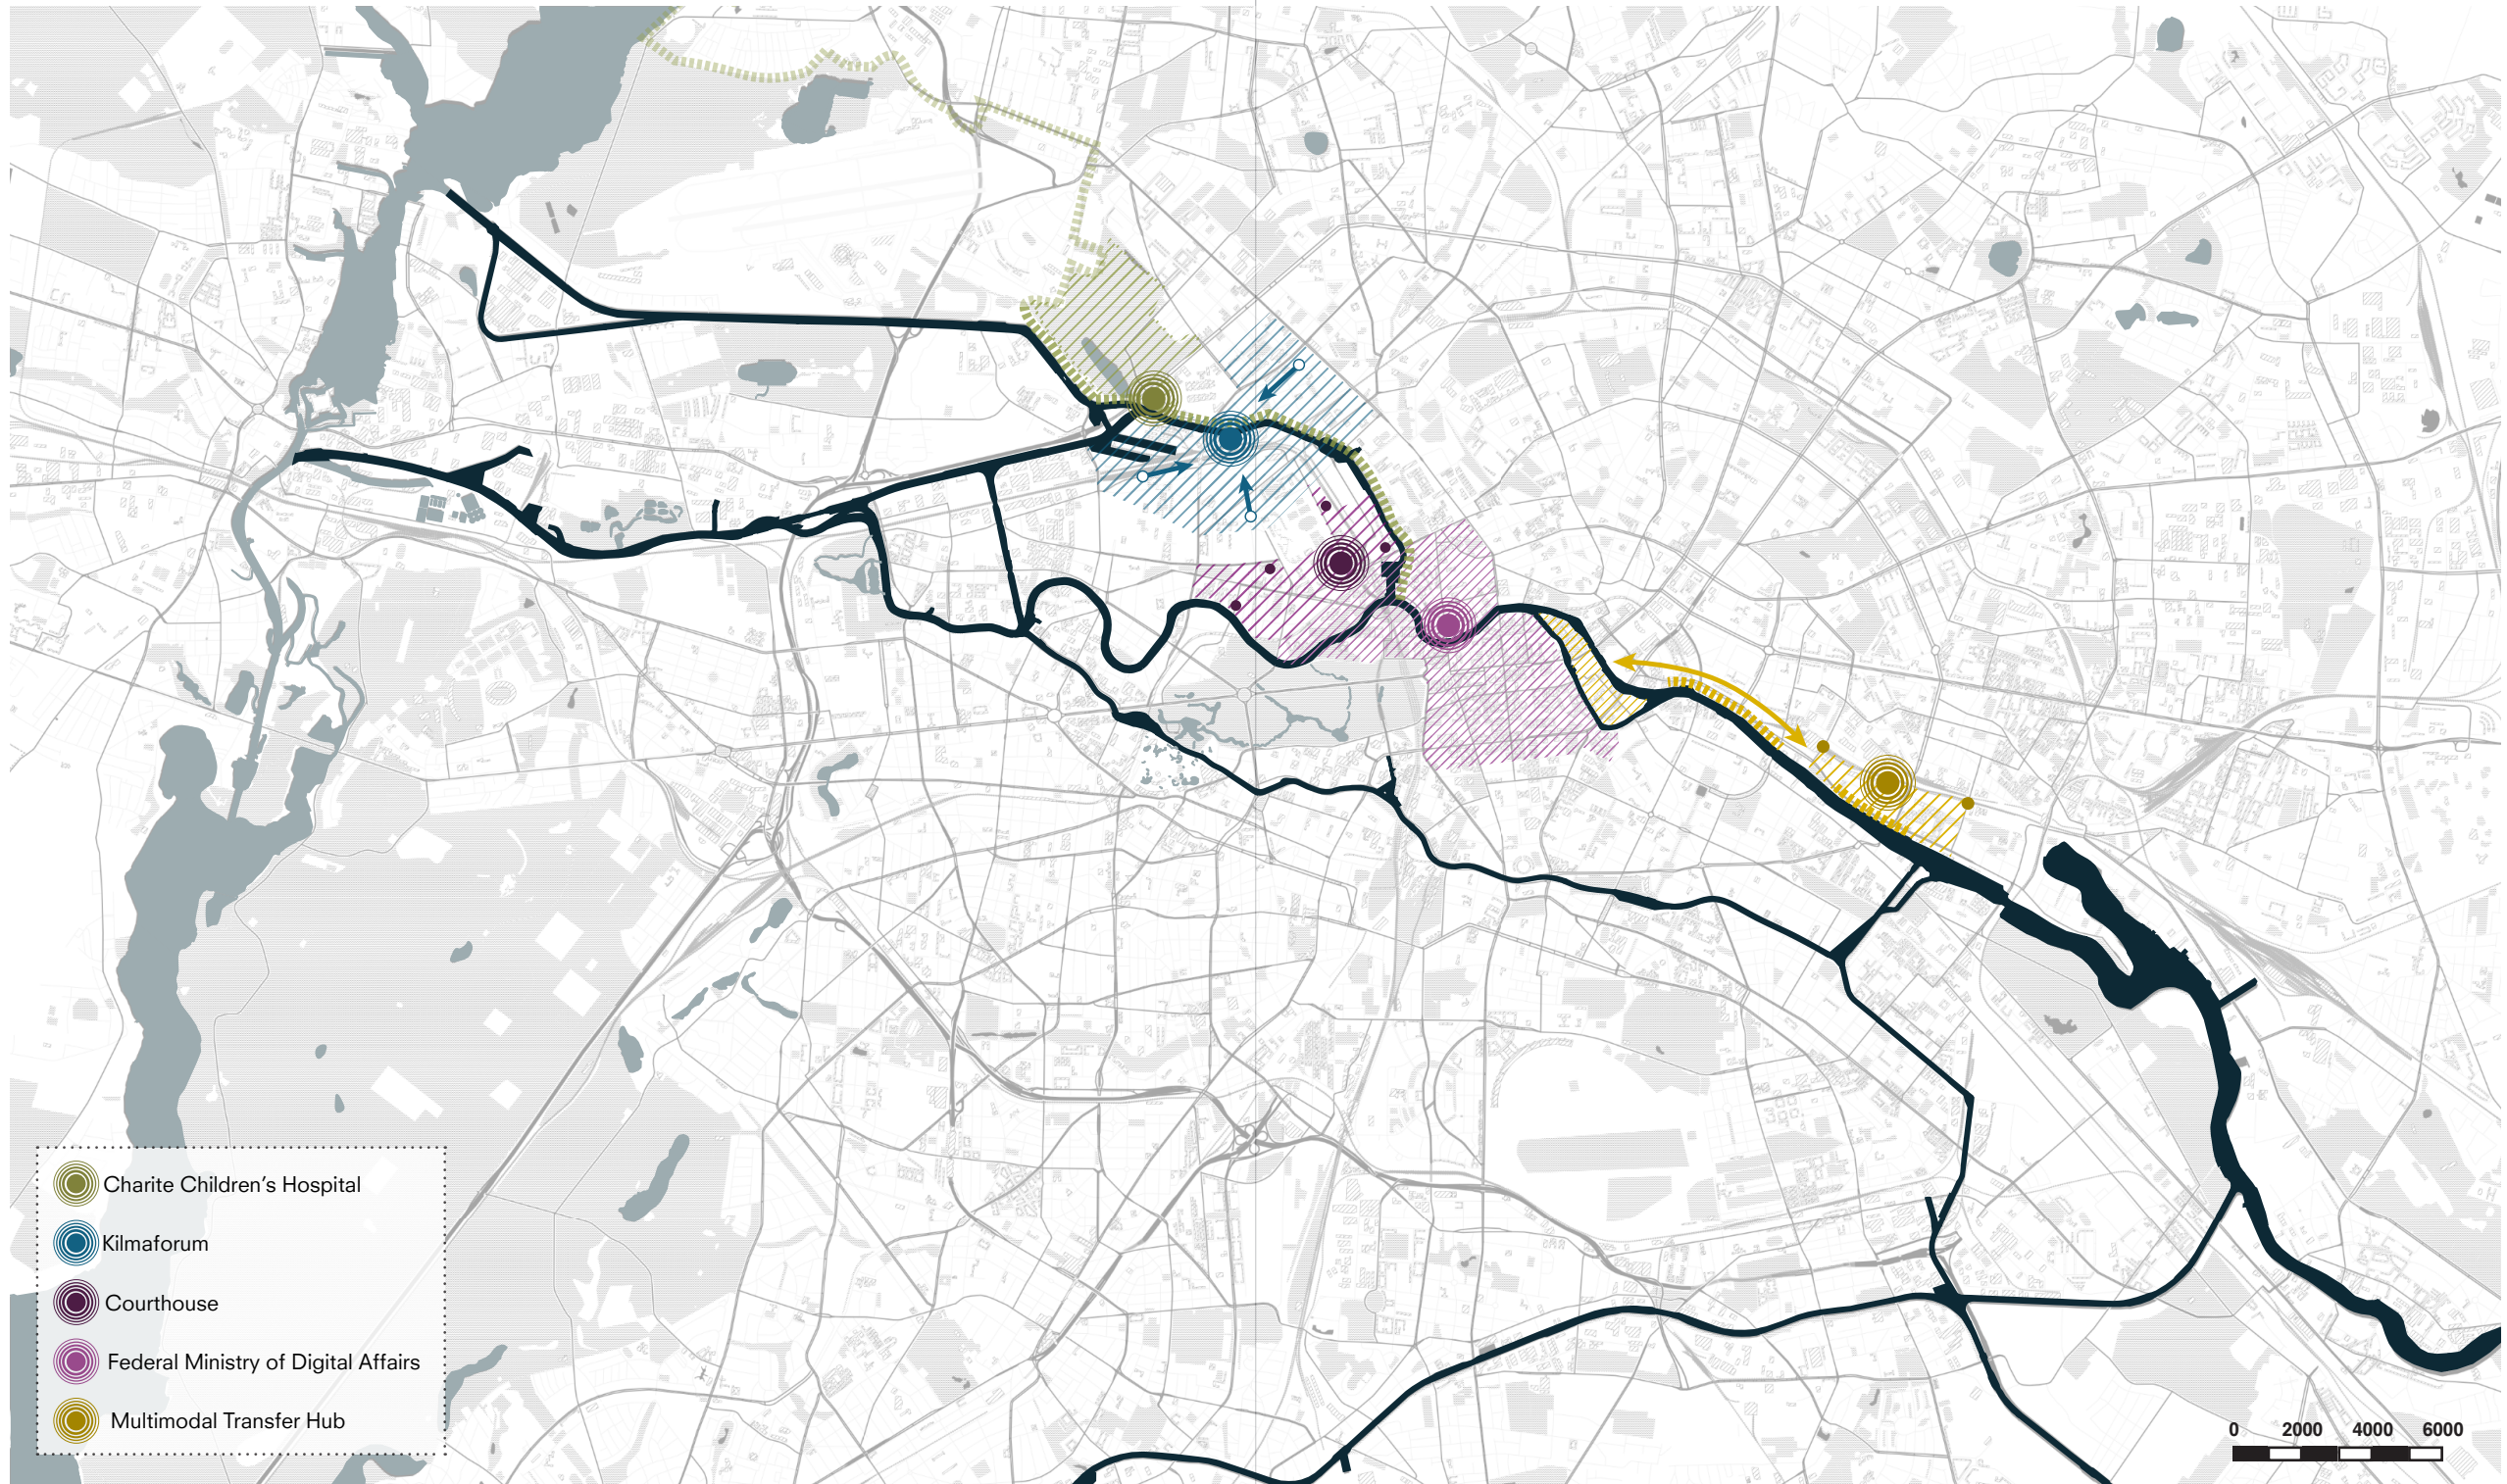 Charite Children's Hospital
Kilmaforum
Courthouse
Federal Ministry of Digital Affairs
Multimodal Transfer Hub
0 2000 4000 6000